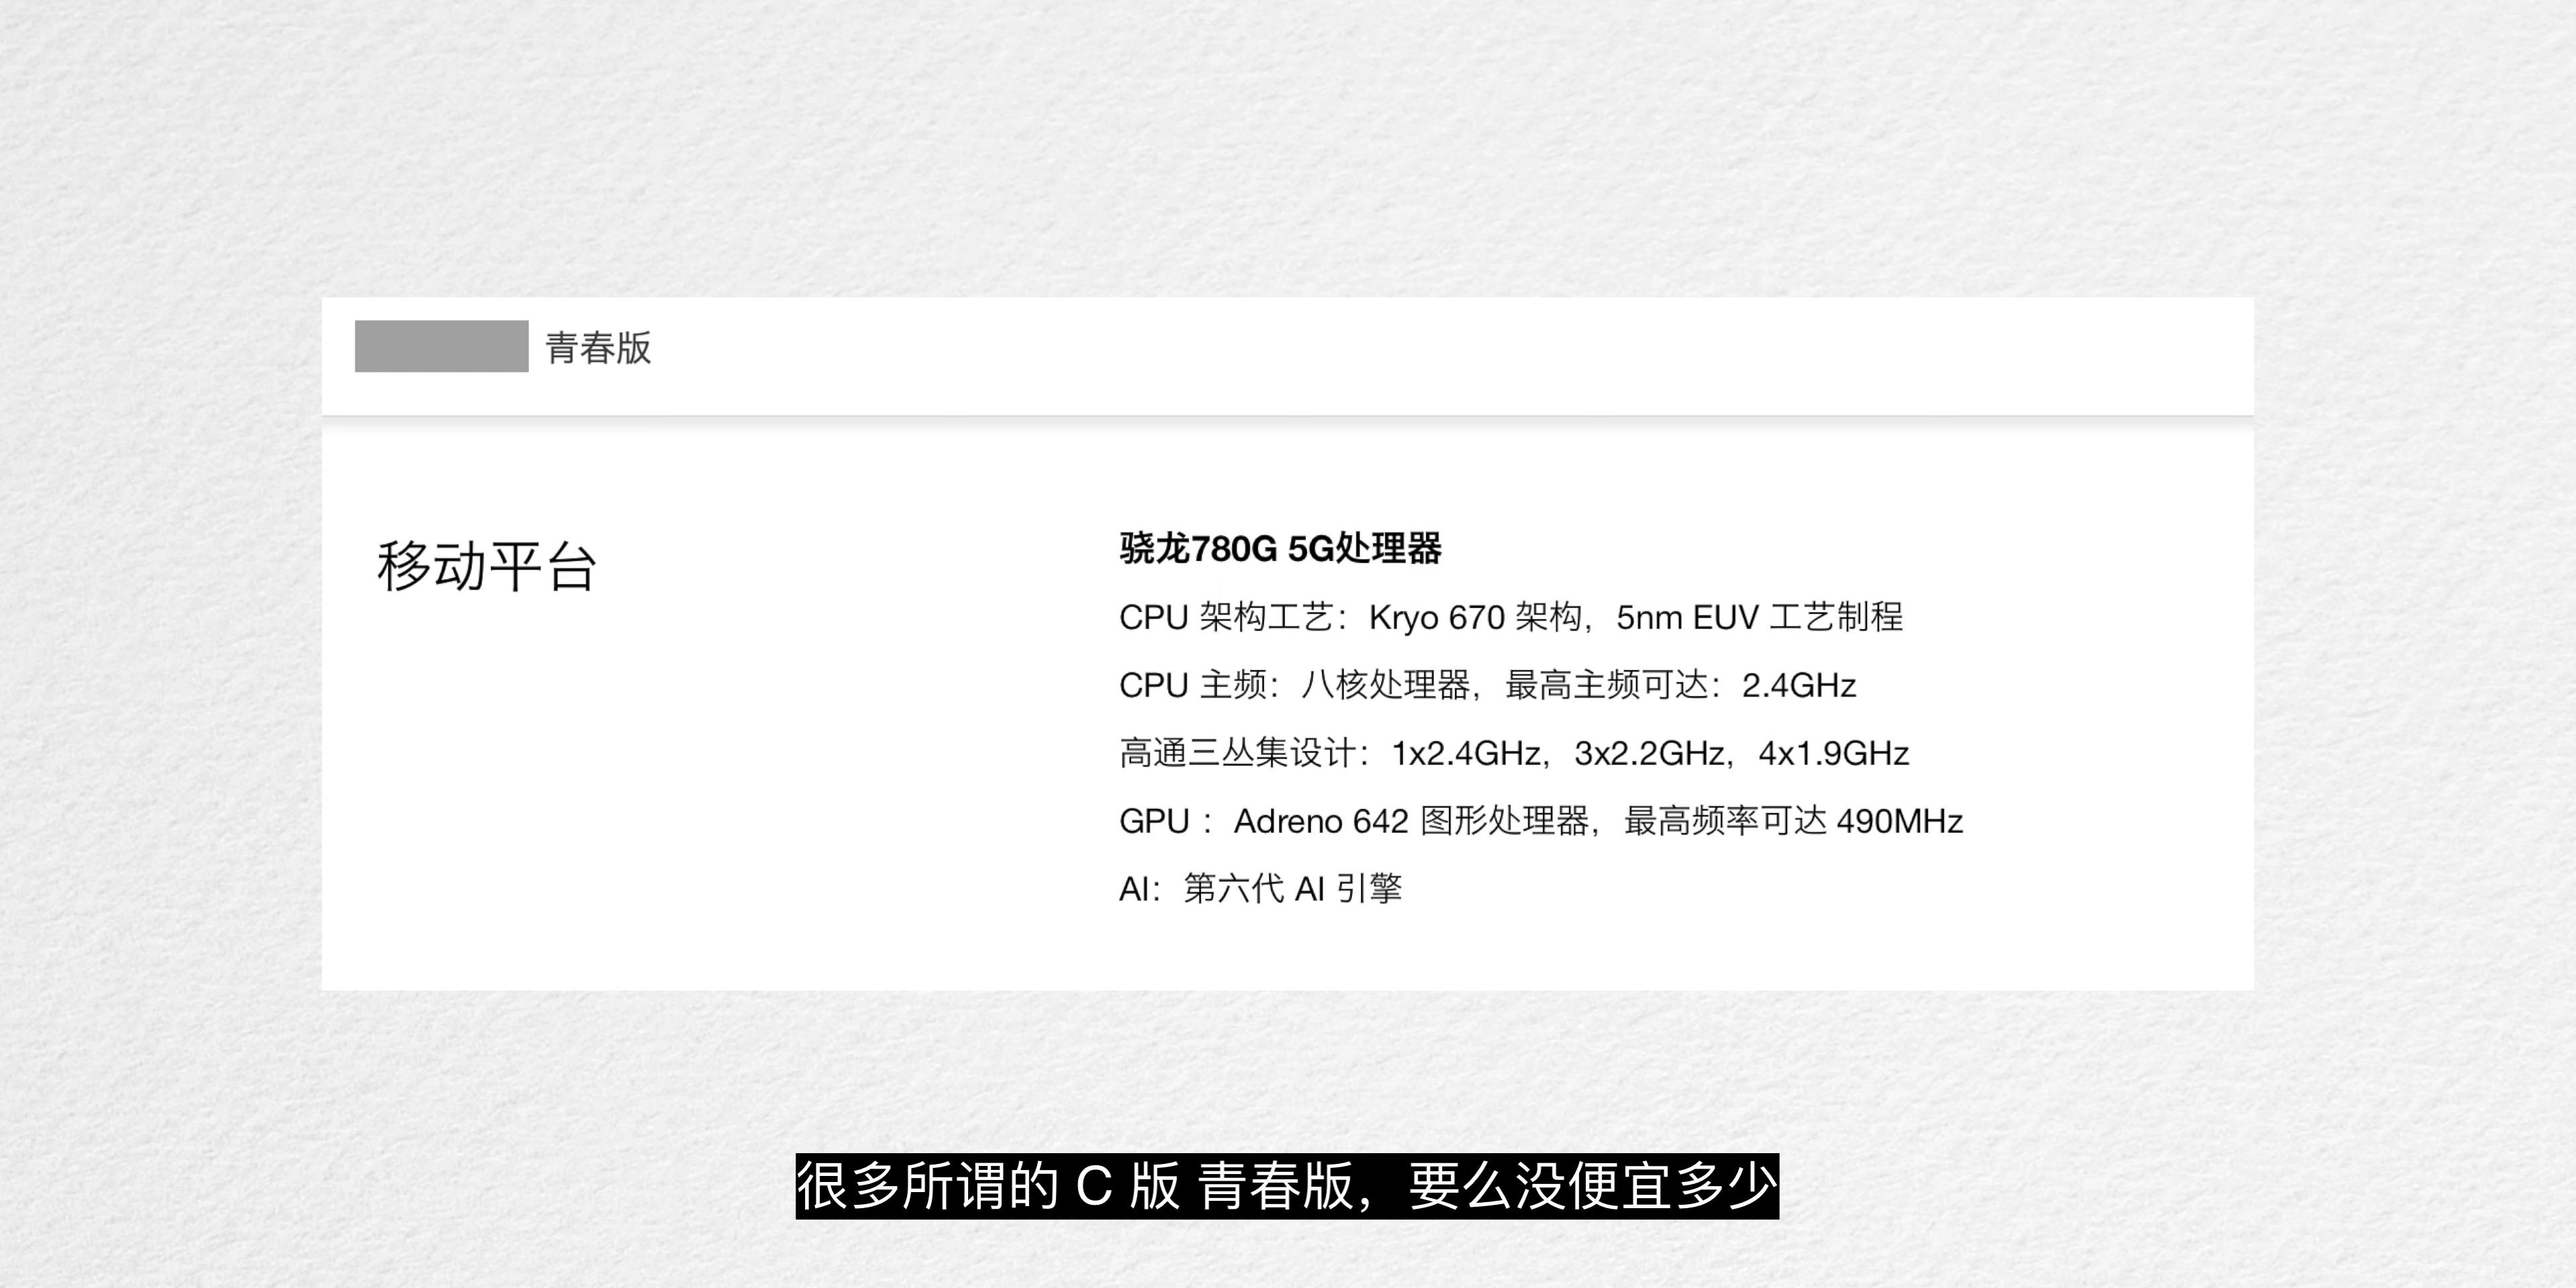 青春版
移动平台
骁龙780G 5G处理器
CPU 架构工艺：Kryo 670 架构，5nm EUV 工艺制程
CPU 主频：八核处理器，最高主频可达：2.4GHz
高通三丛集设计：1x2.4GHz，3x2.2GHz，4x1.9GHz
GPU ：Adreno 642 图形处理器，最高频率可达 490MHz
AI：第六代 AI 引擎
很多所谓的 C 版 青春版，要么没便宜多少